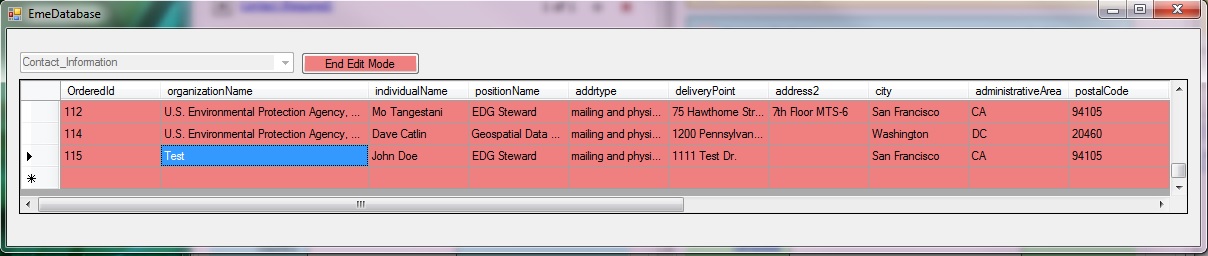 EmeDatabase
Contact_Information End Edit Mode
OrderedId organizationName individualName positionName addrtype deliveryPoint address2 city administrativeArea postalCode
112 U.S. Environmental Protection Agency, ... Mo Tangestani EDG Steward mailing and physi... 75 Hawthorne Str... 7th Floor MTS-6 San Francisco CA 94105
114 U.S. Environmental Protection Agency, ... Dave Catlin Geospatial Data ... mailing and physi... 1200 Pennsylvan... Washington DC 20460
115 Test John Doe EDG Steward mailing and physi... 1111 Test Dr. San Francisco CA 94105